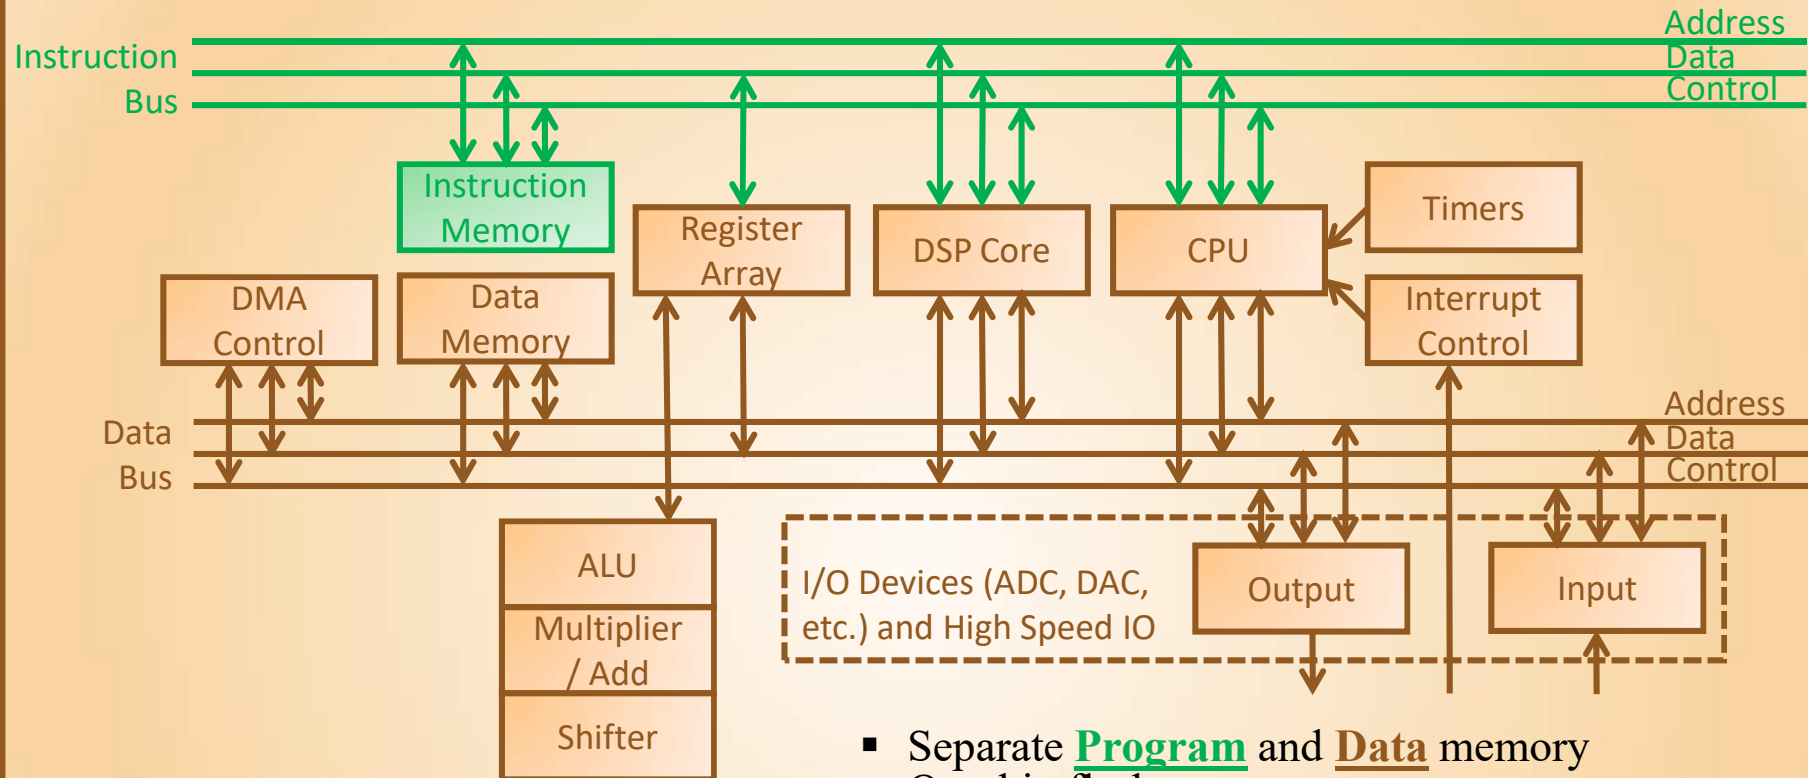 Address
Instruction
Data
Bus
Control
Instruction
Memory
Register
Array
DSP Core
CPU
Timers
DMA
Control
Data
Memory
Interrupt
Control
Address
Data
Data
Bus
Control
ALU
Multiplier
/ Add
Shifter
I/O Devices (ADC, DAC,
etc.) and High Speed IO
Output
Input
▪ Separate Program and Data memory